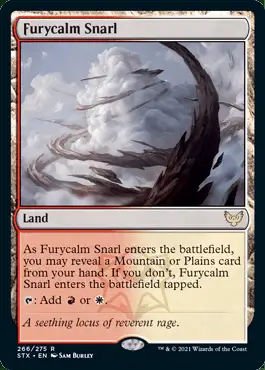 Furycalm Snarl
Land
As Furycalm Snarl enters the battlefield,
you may reveal a Mountain or Plains
card from your hand. If you don't, Furycalm
Snarl enters the battlefield tapped.
: Add or .
A seething locus of reverent rage.
266/275 R
STX • EN SAM BURLEY
™ & © 2021 Wizards of the Coast